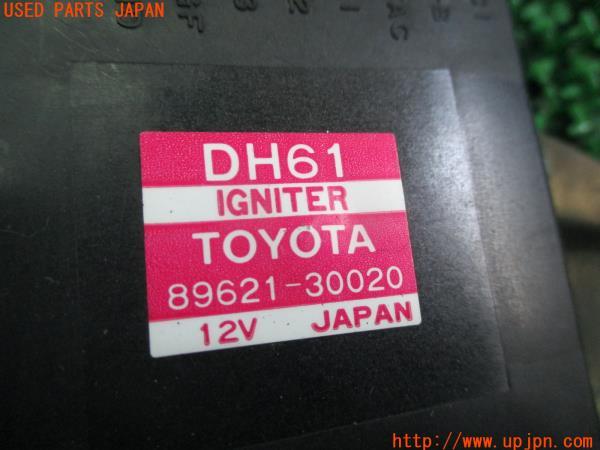 USED PARTS JAPAN
DH61
IGNITER
TOYOTA
89621-30020
12V JAPAN
http://www.upjpn.com/